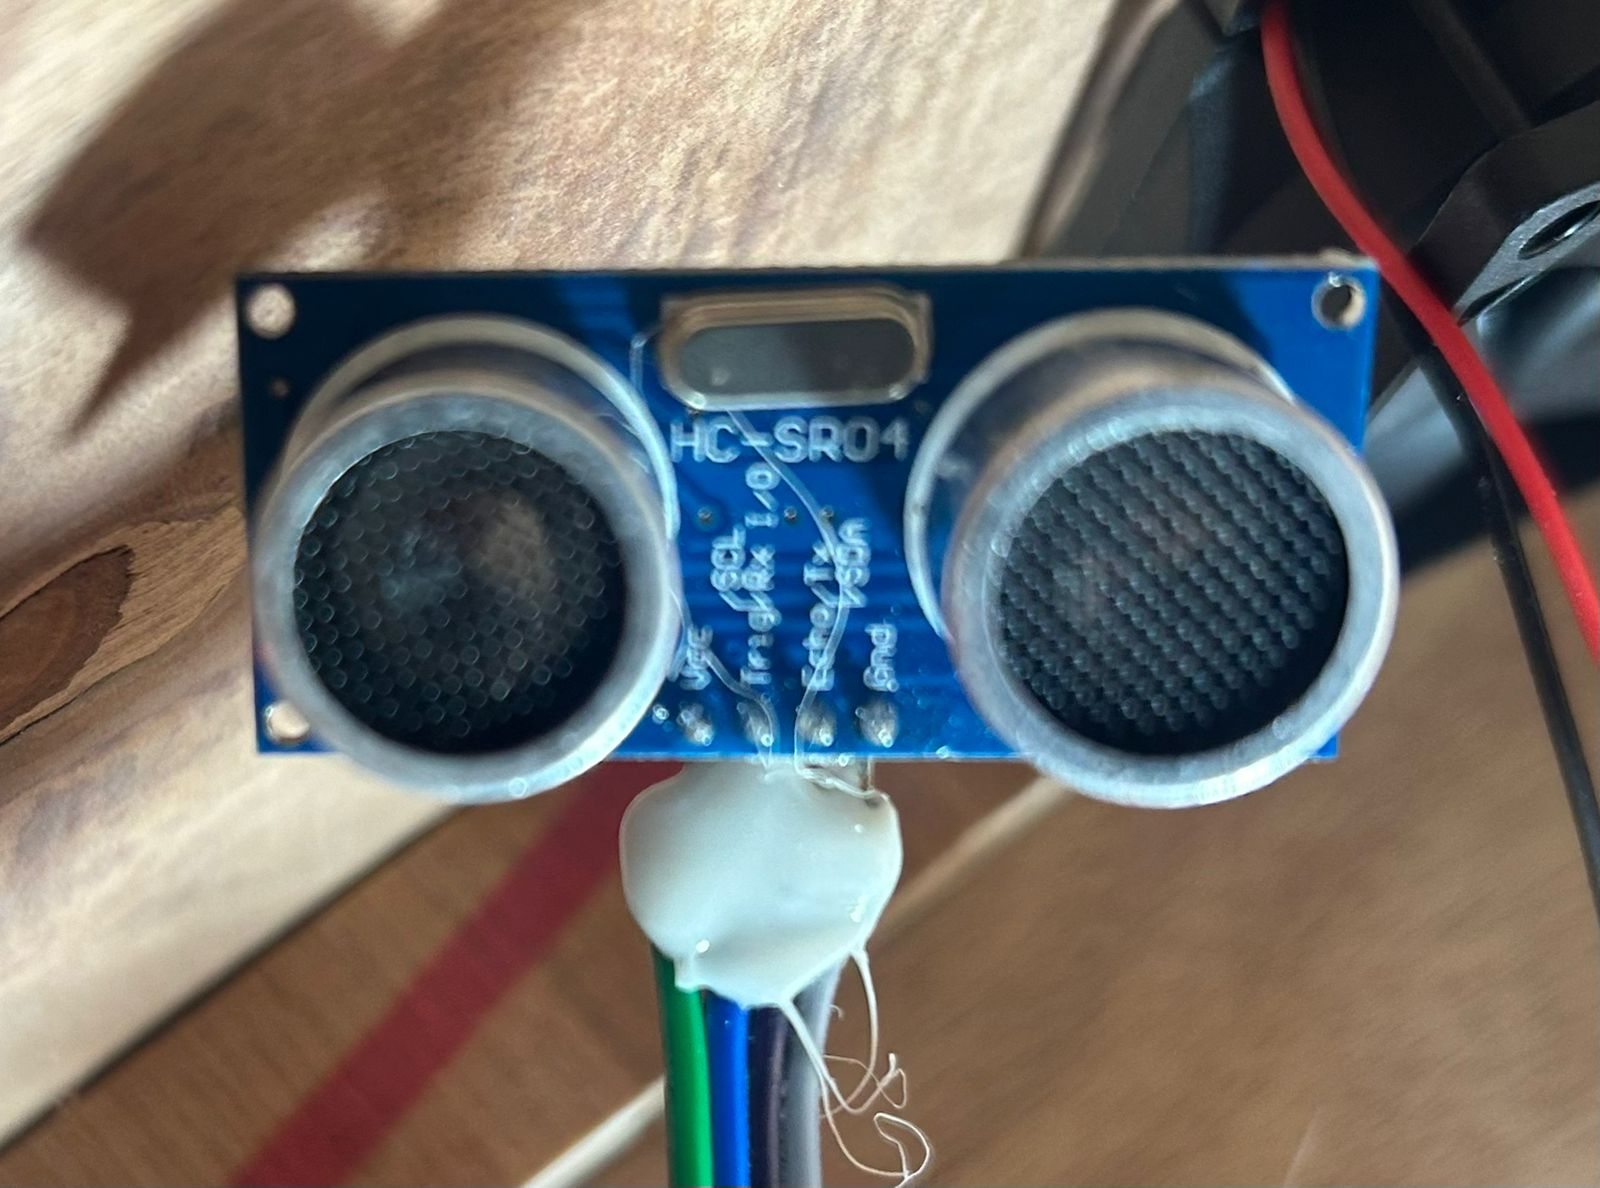 HC-SR04
Vcc
Trig/Rx I/O
/SCL
Echo/Tx
/SDA
Gnd